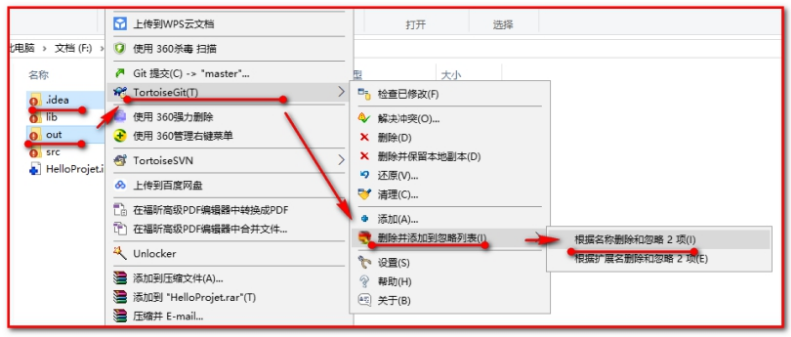 上传到WPS云文档
打开
选择
使用 360杀毒 扫描
此电脑 > 文档 (F:) >
名称
型
大小
Git 提交(C) -> "master"...
TortoiseGit(T)
.idea
lib
out
src
HelloProjet.i
使用 360强力删除
使用 360管理右键菜单
TortoiseSVN
上传到百度网盘
在福昕高级PDF编辑器中转换成PDF
在福昕高级PDF编辑器中合并文件...
Unlocker
添加到压缩文件(A)...
添加到 "HelloProjet.rar"(T)
压缩并 E-mail...
检查已修改(F)
解决冲突(O)...
删除(D)
删除并保留本地副本(D)
还原(V)...
清理(C)...
添加(A)...
删除并添加到忽略列表(I)
设置(S)
帮助(H)
关于(B)
根据名称删除和忽略 2 项(I)
根据扩展名删除和忽略 2 项(E)